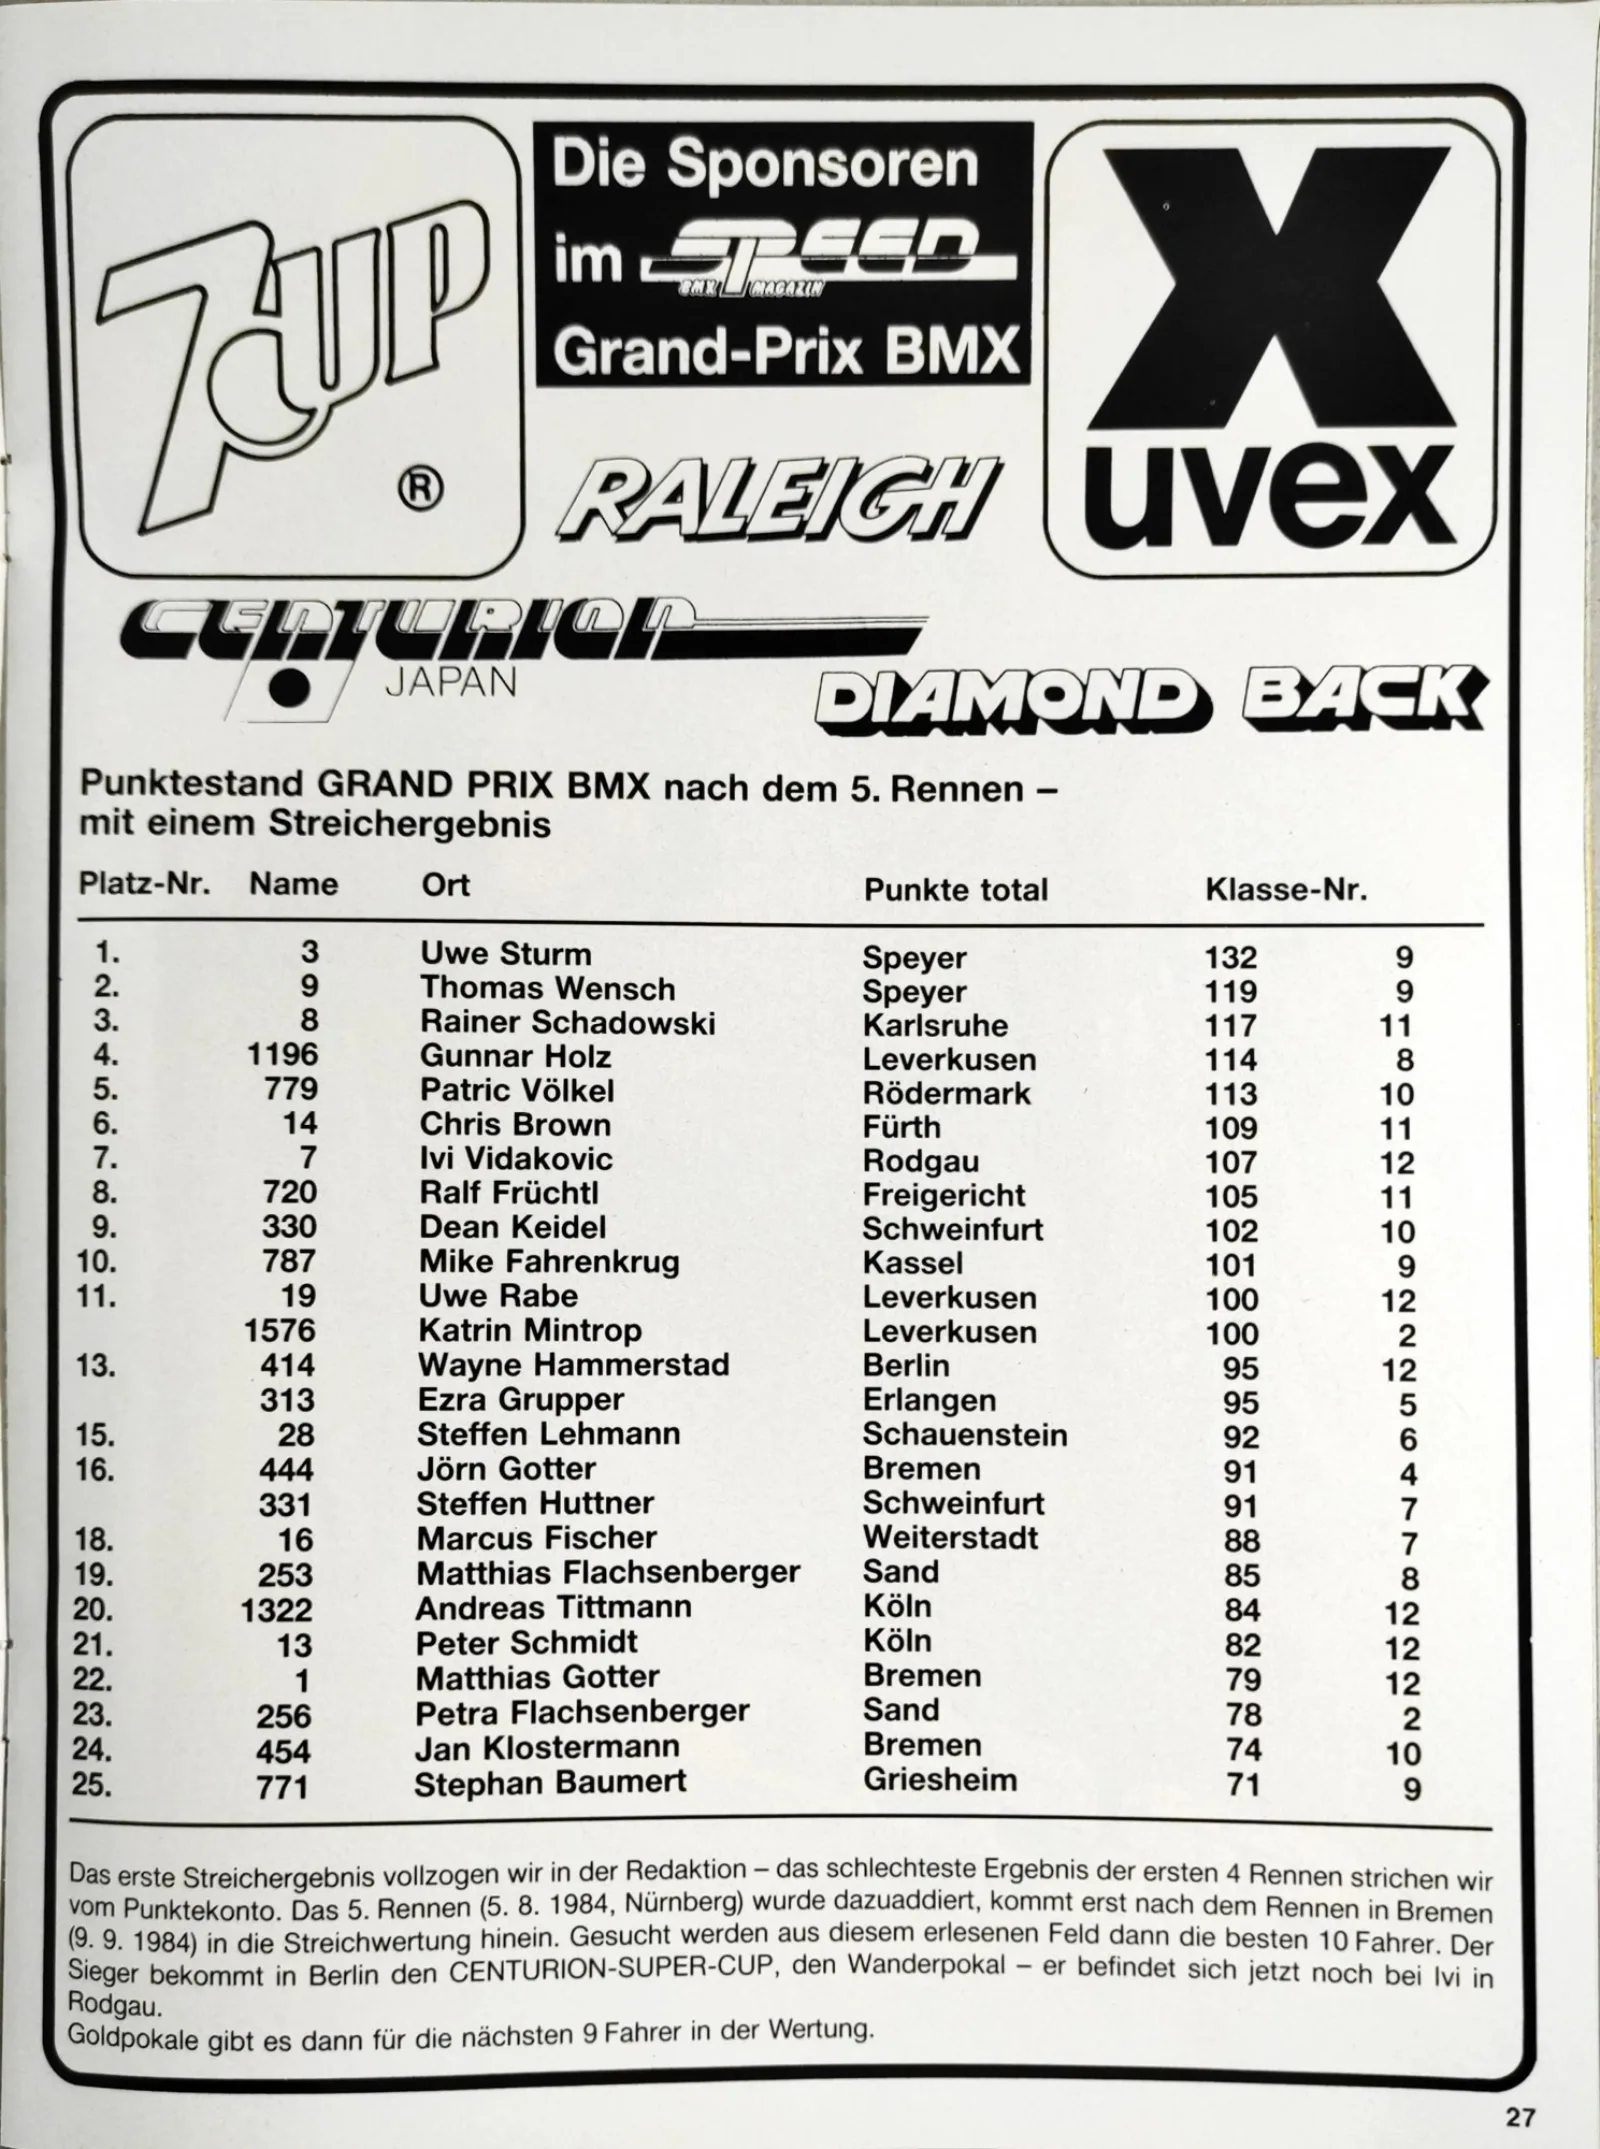 7UP
®
Die Sponsoren
im SPEED
BMX MAGAZIN
Grand-Prix BMX
X
uvex
RALEIGH
CENTURION
JAPAN
DIAMOND BACK
Punktestand GRAND PRIX BMX nach dem 5. Rennen –
mit einem Streichergebnis
Platz-Nr. Name Ort Punkte total Klasse-Nr.
1. 3 Uwe Sturm Speyer 132 9
2. 9 Thomas Wensch Speyer 119 9
3. 8 Rainer Schadowski Karlsruhe 117 11
4. 1196 Gunnar Holz Leverkusen 114 8
5. 779 Patric Völkel Rödermark 113 10
6. 14 Chris Brown Fürth 109 11
7. 7 Ivi Vidakovic Rodgau 107 12
8. 720 Ralf Früchtl Freigericht 105 11
9. 330 Dean Keidel Schweinfurt 102 10
10. 787 Mike Fahrenkrug Kassel 101 9
11. 19 Uwe Rabe Leverkusen 100 12
1576 Katrin Mintrop Leverkusen 100 2
13. 414 Wayne Hammerstad Berlin 95 12
313 Ezra Grupper Erlangen 95 5
15. 28 Steffen Lehmann Schauenstein 92 6
16. 444 Jörn Gotter Bremen 91 4
331 Steffen Huttner Schweinfurt 91 7
18. 16 Marcus Fischer Weiterstadt 88 7
19. 253 Matthias Flachsenberger Sand 85 8
20. 1322 Andreas Tittmann Köln 84 12
21. 13 Peter Schmidt Köln 82 12
22. 1 Matthias Gotter Bremen 79 12
23. 256 Petra Flachsenberger Sand 78 2
24. 454 Jan Klostermann Bremen 74 10
25. 771 Stephan Baumert Griesheim 71 9
Das erste Streichergebnis vollzogen wir in der Redaktion – das schlechteste Ergebnis der ersten 4 Rennen strichen wir
vom Punktekonto. Das 5. Rennen (5. 8. 1984, Nürnberg) wurde dazuaddiert, kommt erst nach dem Rennen in Bremen
(9. 9. 1984) in die Streichwertung hinein. Gesucht werden aus diesem erlesenen Feld dann die besten 10 Fahrer. Der
Sieger bekommt in Berlin den CENTURION-SUPER-CUP, den Wanderpokal – er befindet sich jetzt noch bei Ivi in
Rodgau.
Goldpokale gibt es dann für die nächsten 9 Fahrer in der Wertung.
27